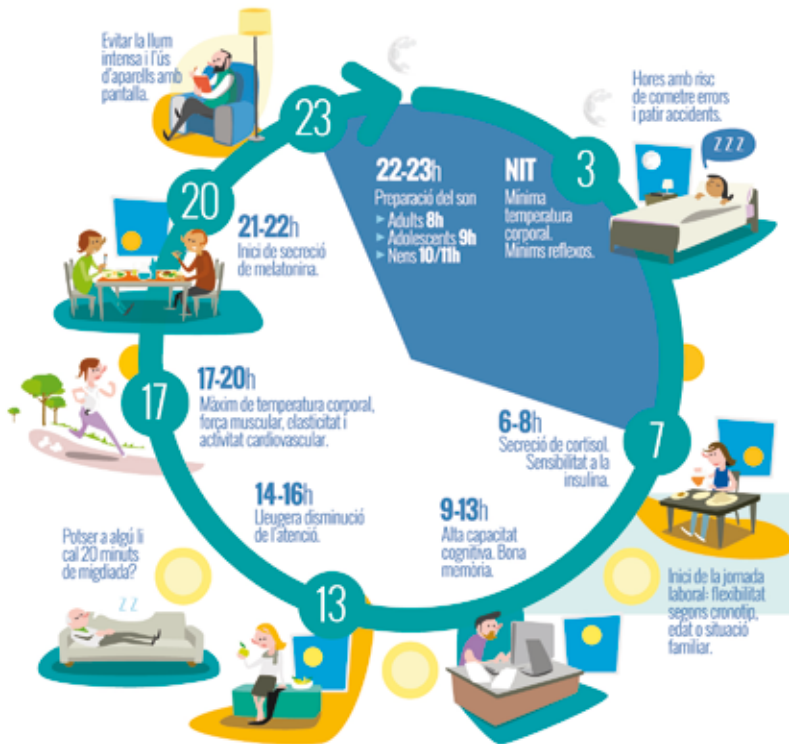 Evitar la llum
intensa i l'ús
d'aparells amb
pantalla.
Hores amb risc
de cometre errors
i patir accidents.
23
3
ZZZ
22-23h
Preparació del son
▸ Adults 8h
▸ Adolescents 9h
▸ Nens 10/11h
NIT
Mínima
temperatura
corporal.
Mínims reflexos.
20
21-22h
Inici de secreció
de melatonina.
17
17-20h
Màxim de temperatura corporal,
força muscular, elasticitat i
activitat cardiovascular.
6-8h
Secreció de cortisol.
Sensibilitat a la
insulina.
7
14-16h
Lleugera disminució
de l'atenció.
9-13h
Alta capacitat
cognitiva. Bona
memòria.
Potser a algú li
cal 20 minuts
de migdiada?
Z Z
13
Inici de la jornada
laboral: flexibilitat
segons cronotip,
edat o situació
familiar.